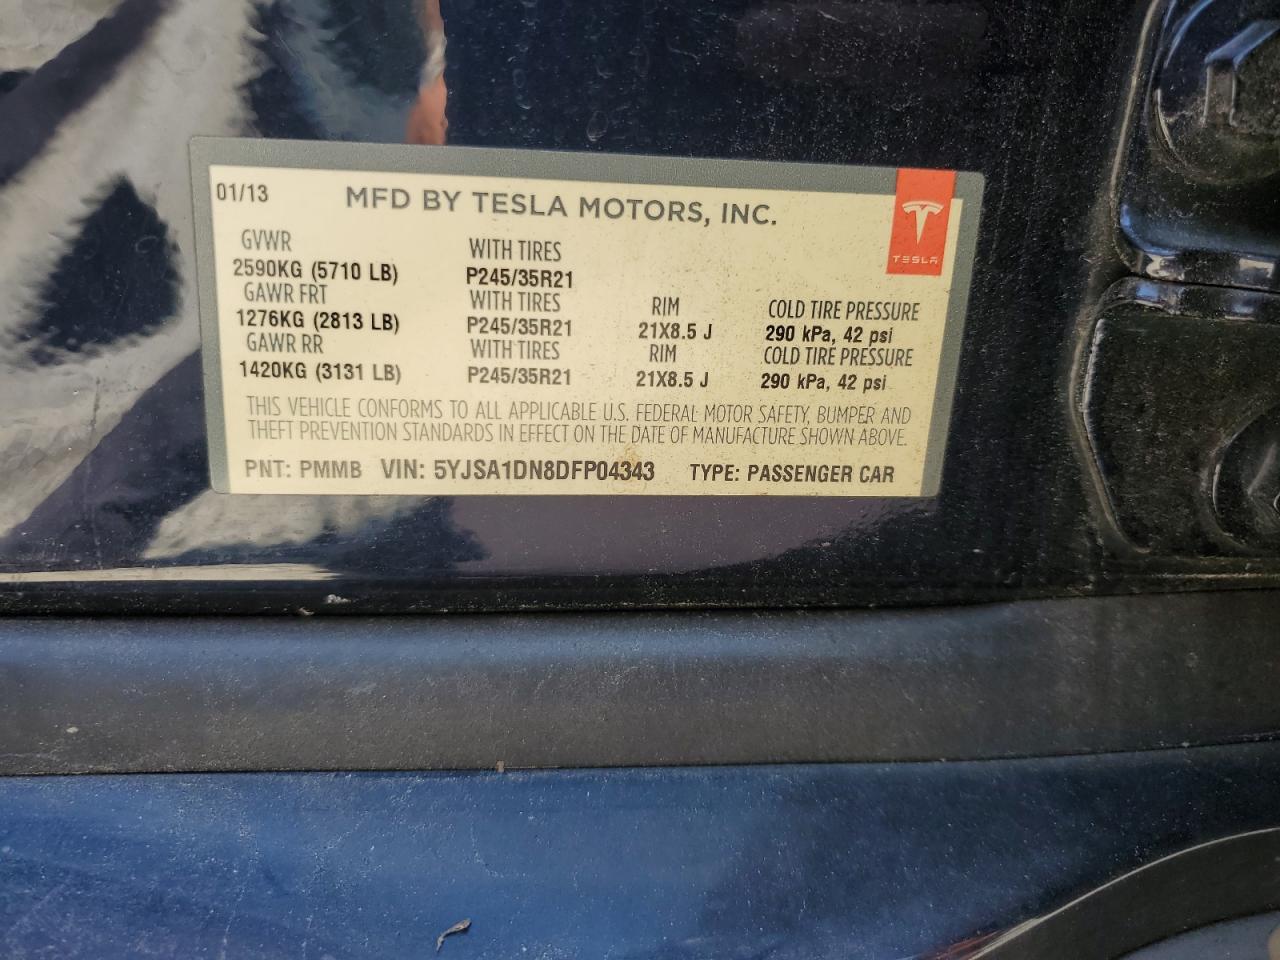 01/13 MFD BY TESLA MOTORS, INC.
TESLA
GVWR WITH TIRES
2590KG (5710 LB) P245/35R21
GAWR FRT WITH TIRES RIM COLD TIRE PRESSURE
1276KG (2813 LB) P245/35R21 21X8.5 J 290 kPa, 42 psi
GAWR RR WITH TIRES RIM COLD TIRE PRESSURE
1420KG (3131 LB) P245/35R21 21X8.5 J 290 kPa, 42 psi
THIS VEHICLE CONFORMS TO ALL APPLICABLE U.S. FEDERAL MOTOR SAFETY, BUMPER AND
THEFT PREVENTION STANDARDS IN EFFECT ON THE DATE OF MANUFACTURE SHOWN ABOVE.
PNT: PMMB VIN: 5YJSA1DN8DFP04343 TYPE: PASSENGER CAR